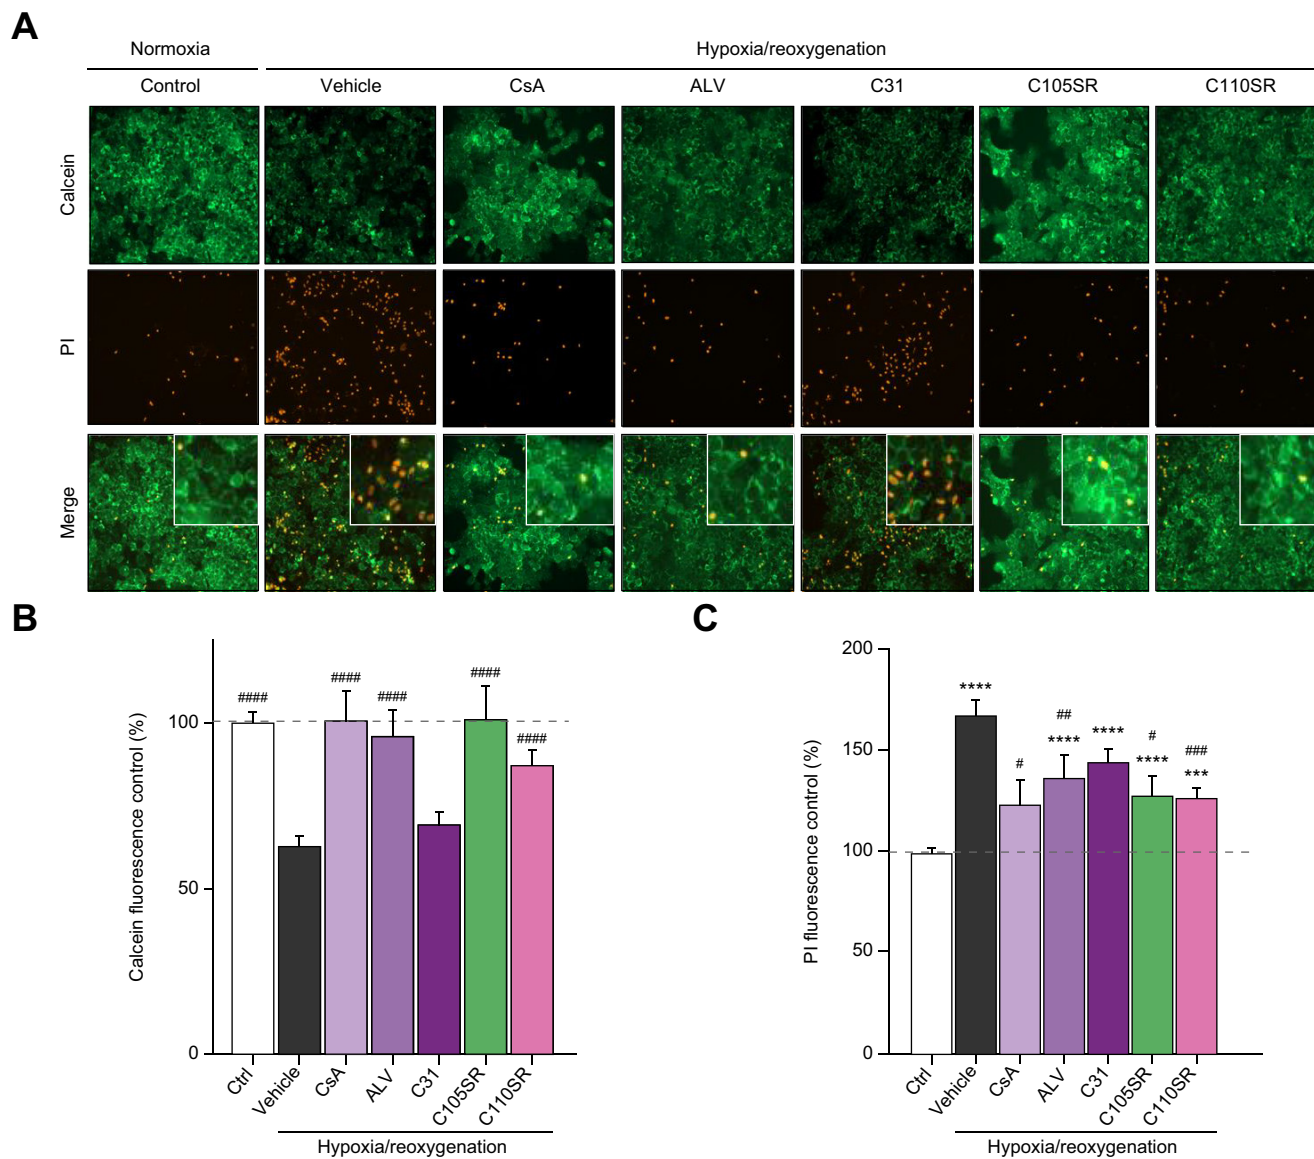 A
Normoxia Hypoxia/reoxygenation
Control Vehicle CsA ALV C31 C105SR C110SR
Calcein
PI
Merge
B
Calcein fluorescence control (%)
100
50
0
####
####
####
####
####
Ctrl Vehicle CsA ALV C31 C105SR C110SR
Hypoxia/reoxygenation
C
PI fluorescence control (%)
200
150
100
50
0
****
#
##
****
****
#
****
###
***
Ctrl Vehicle CsA ALV C31 C105SR C110SR
Hypoxia/reoxygenation